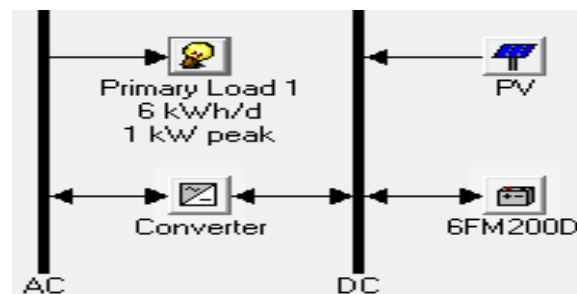 Primary Load 1
6 kWh/d
1 kW peak
PV
Converter
6FM200D
AC
DC